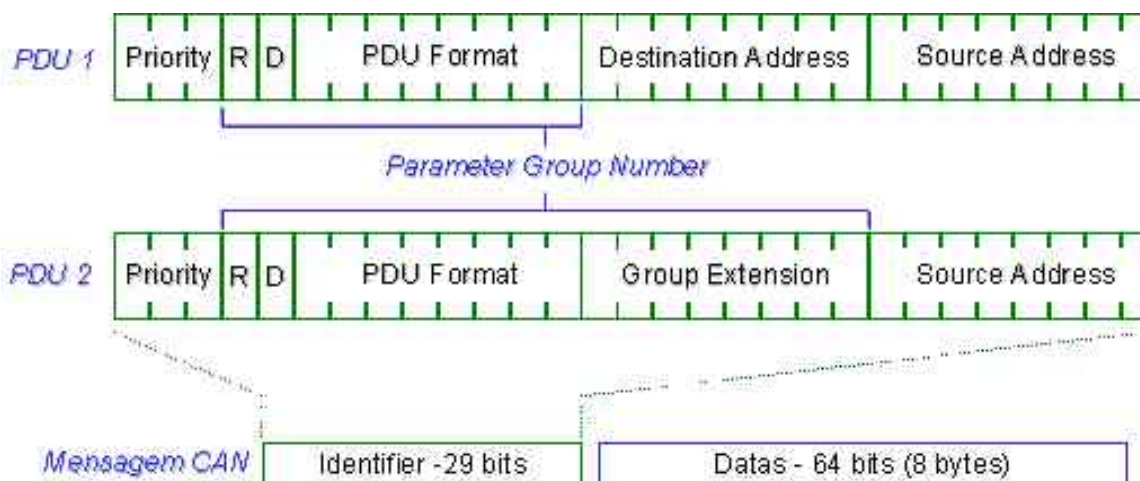 PDU 1 Priority R D PDU Format Destination Address Source Address
Parameter Group Number
PDU 2 Priority R D PDU Format Group Extension Source Address
Mensagem CAN Identifier -29 bits Datas - 64 bits (8 bytes)